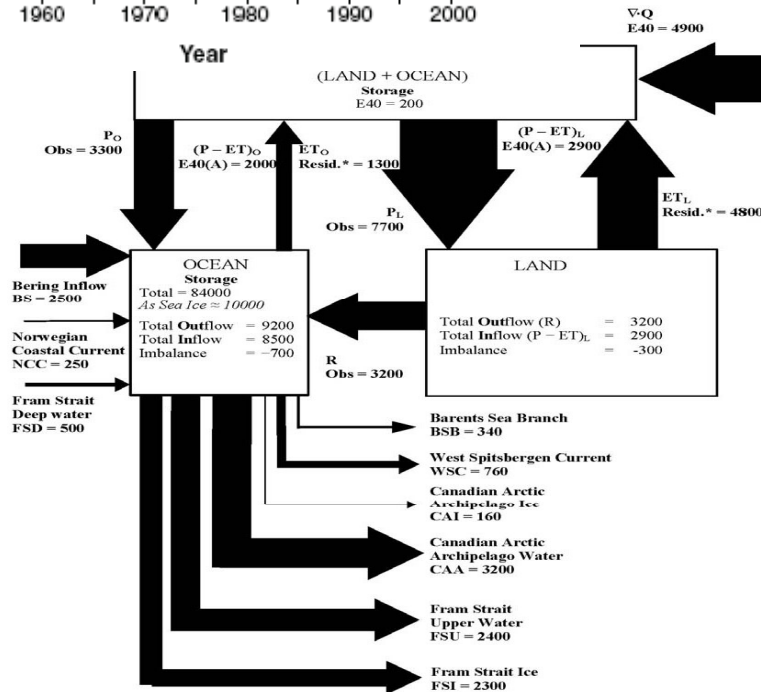 1960 1970 1980 1990 2000
Year
∇·Q
E40 = 4900
(LAND + OCEAN)
Storage
E40 = 200
P_O
Obs = 3300
(P – ET)_O
E40(A) = 2000
ET_O
Resid.* = 1300
P_L
Obs = 7700
(P – ET)_L
E40(A) = 2900
ET_L
Resid.* = 4800
Bering Inflow
BS = 2500
Norwegian
Coastal Current
NCC = 250
Fram Strait
Deep water
FSD = 500
OCEAN
Storage
Total = 84000
As Sea Ice ≈ 10000
Total Outflow = 9200
Total Inflow = 8500
Imbalance = –700
R
Obs = 3200
LAND
Total Outflow (R) = 3200
Total Inflow (P – ET)_L = 2900
Imbalance = -300
Barents Sea Branch
BSB = 340
West Spitsbergen Current
WSC = 760
Canadian Arctic
Archipelago Ice
CAI = 160
Canadian Arctic
Archipelago Water
CAA = 3200
Fram Strait
Upper Water
FSU = 2400
Fram Strait Ice
FSI = 2300